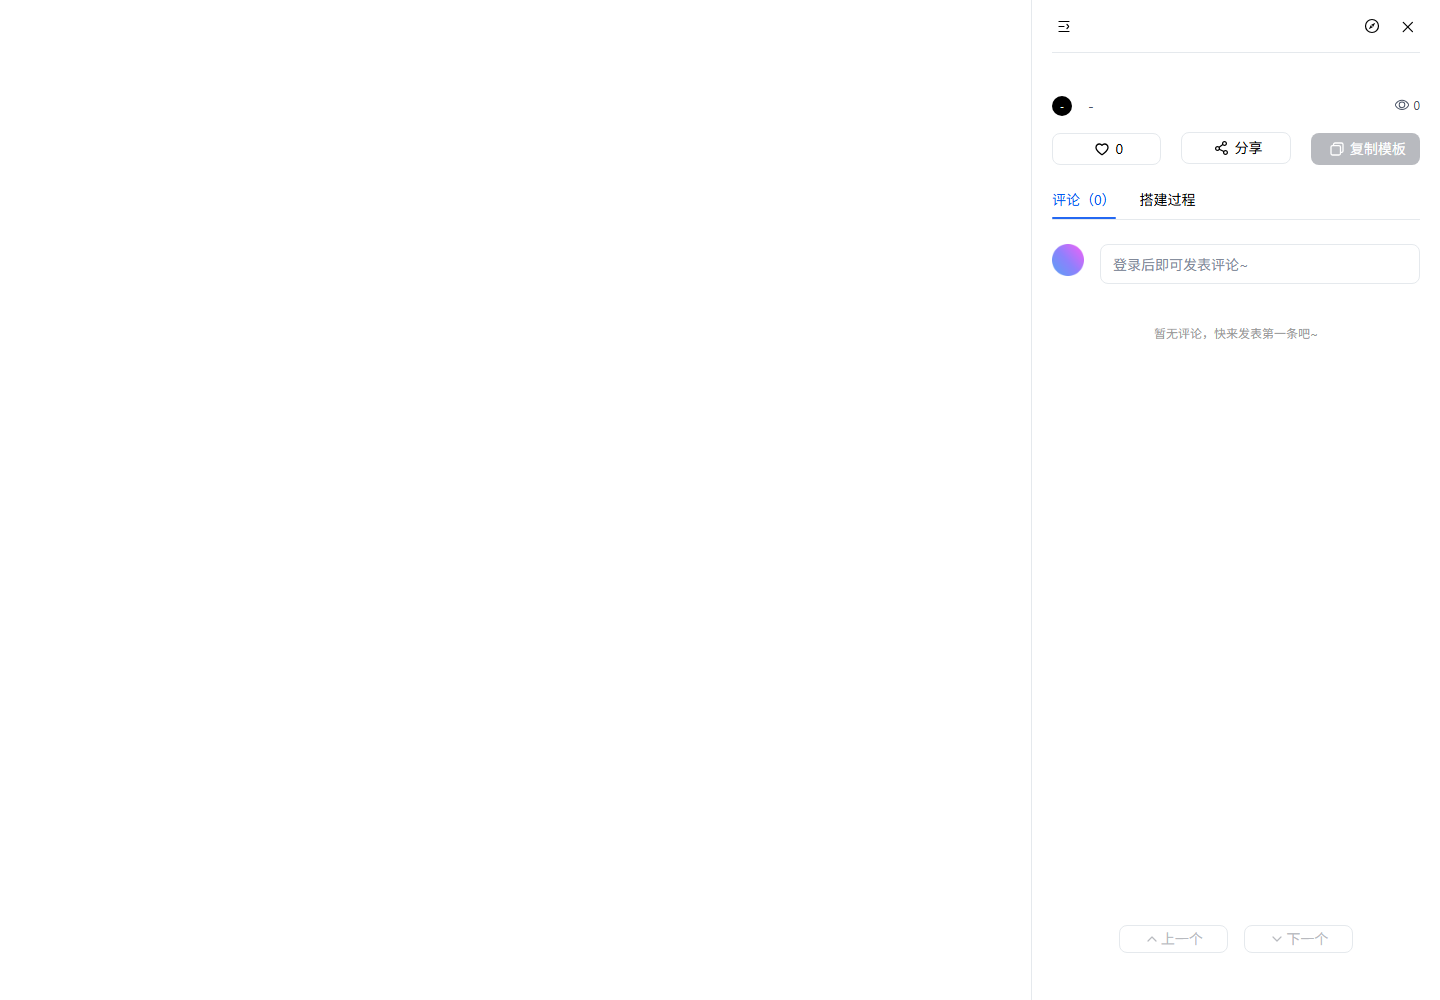 - - 0
0 分享 复制模板
评论（0） 搭建过程
登录后即可发表评论~
暂无评论，快来发表第一条吧~
上一个 下一个